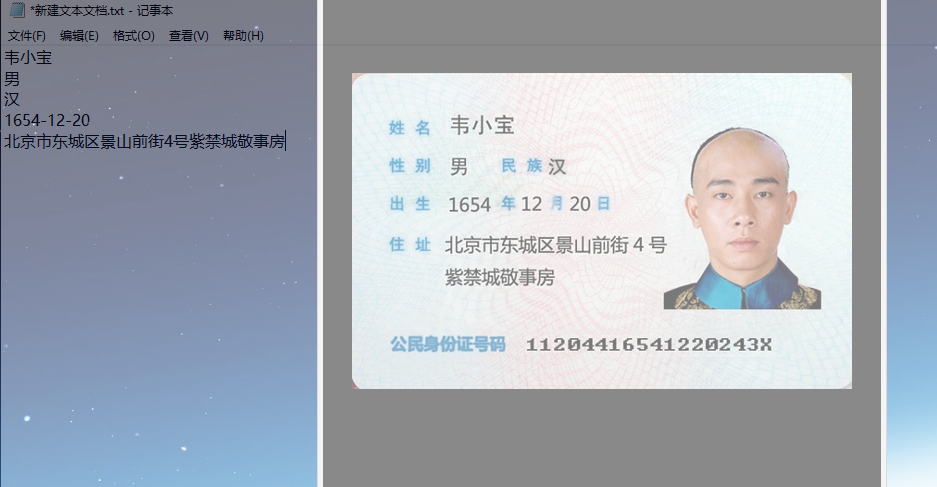 *新建文本文档.txt - 记事本
文件(F) 编辑(E) 格式(O) 查看(V) 帮助(H)
韦小宝
男
汉
1654-12-20
北京市东城区景山前街4号紫禁城敬事房
姓 名 韦小宝
性 别 男 民 族 汉
出 生 1654 年 12 月 20 日
住 址 北京市东城区景山前街 4 号
紫禁城敬事房
公民身份证号码 11204416541220243X